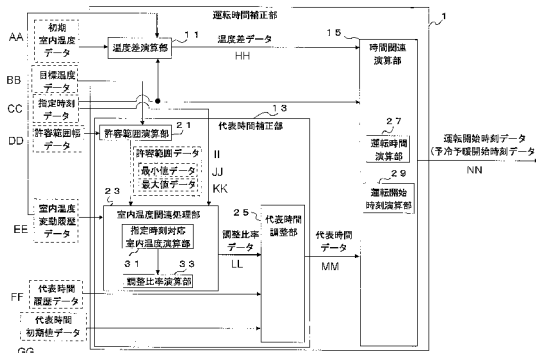 運転時間補正部
1
AA
初期
室内温度
データ
11
温度差演算部
温度差データ
HH
15
時間関連
演算部
BB
目標温度
データ
CC
指定時刻
データ
13
代表時間補正部
DD
許容範囲幅
データ
21
許容範囲演算部
許容範囲データ
II
最小値データ
JJ
最大値データ
KK
27
運転時間
演算部
運転開始時刻データ
(予冷予暖開始時刻データ)
NN
29
運転開始
時刻演算部
23
EE
室内温度
変動履歴
データ
室内温度関連処理部
指定時刻対応
室内温度演算部
31
33
調整比率演算部
調整比率
データ
LL
25
代表時間
調整部
代表時間
データ
MM
FF
代表時間
履歴データ
代表時間
初期値データ
GG